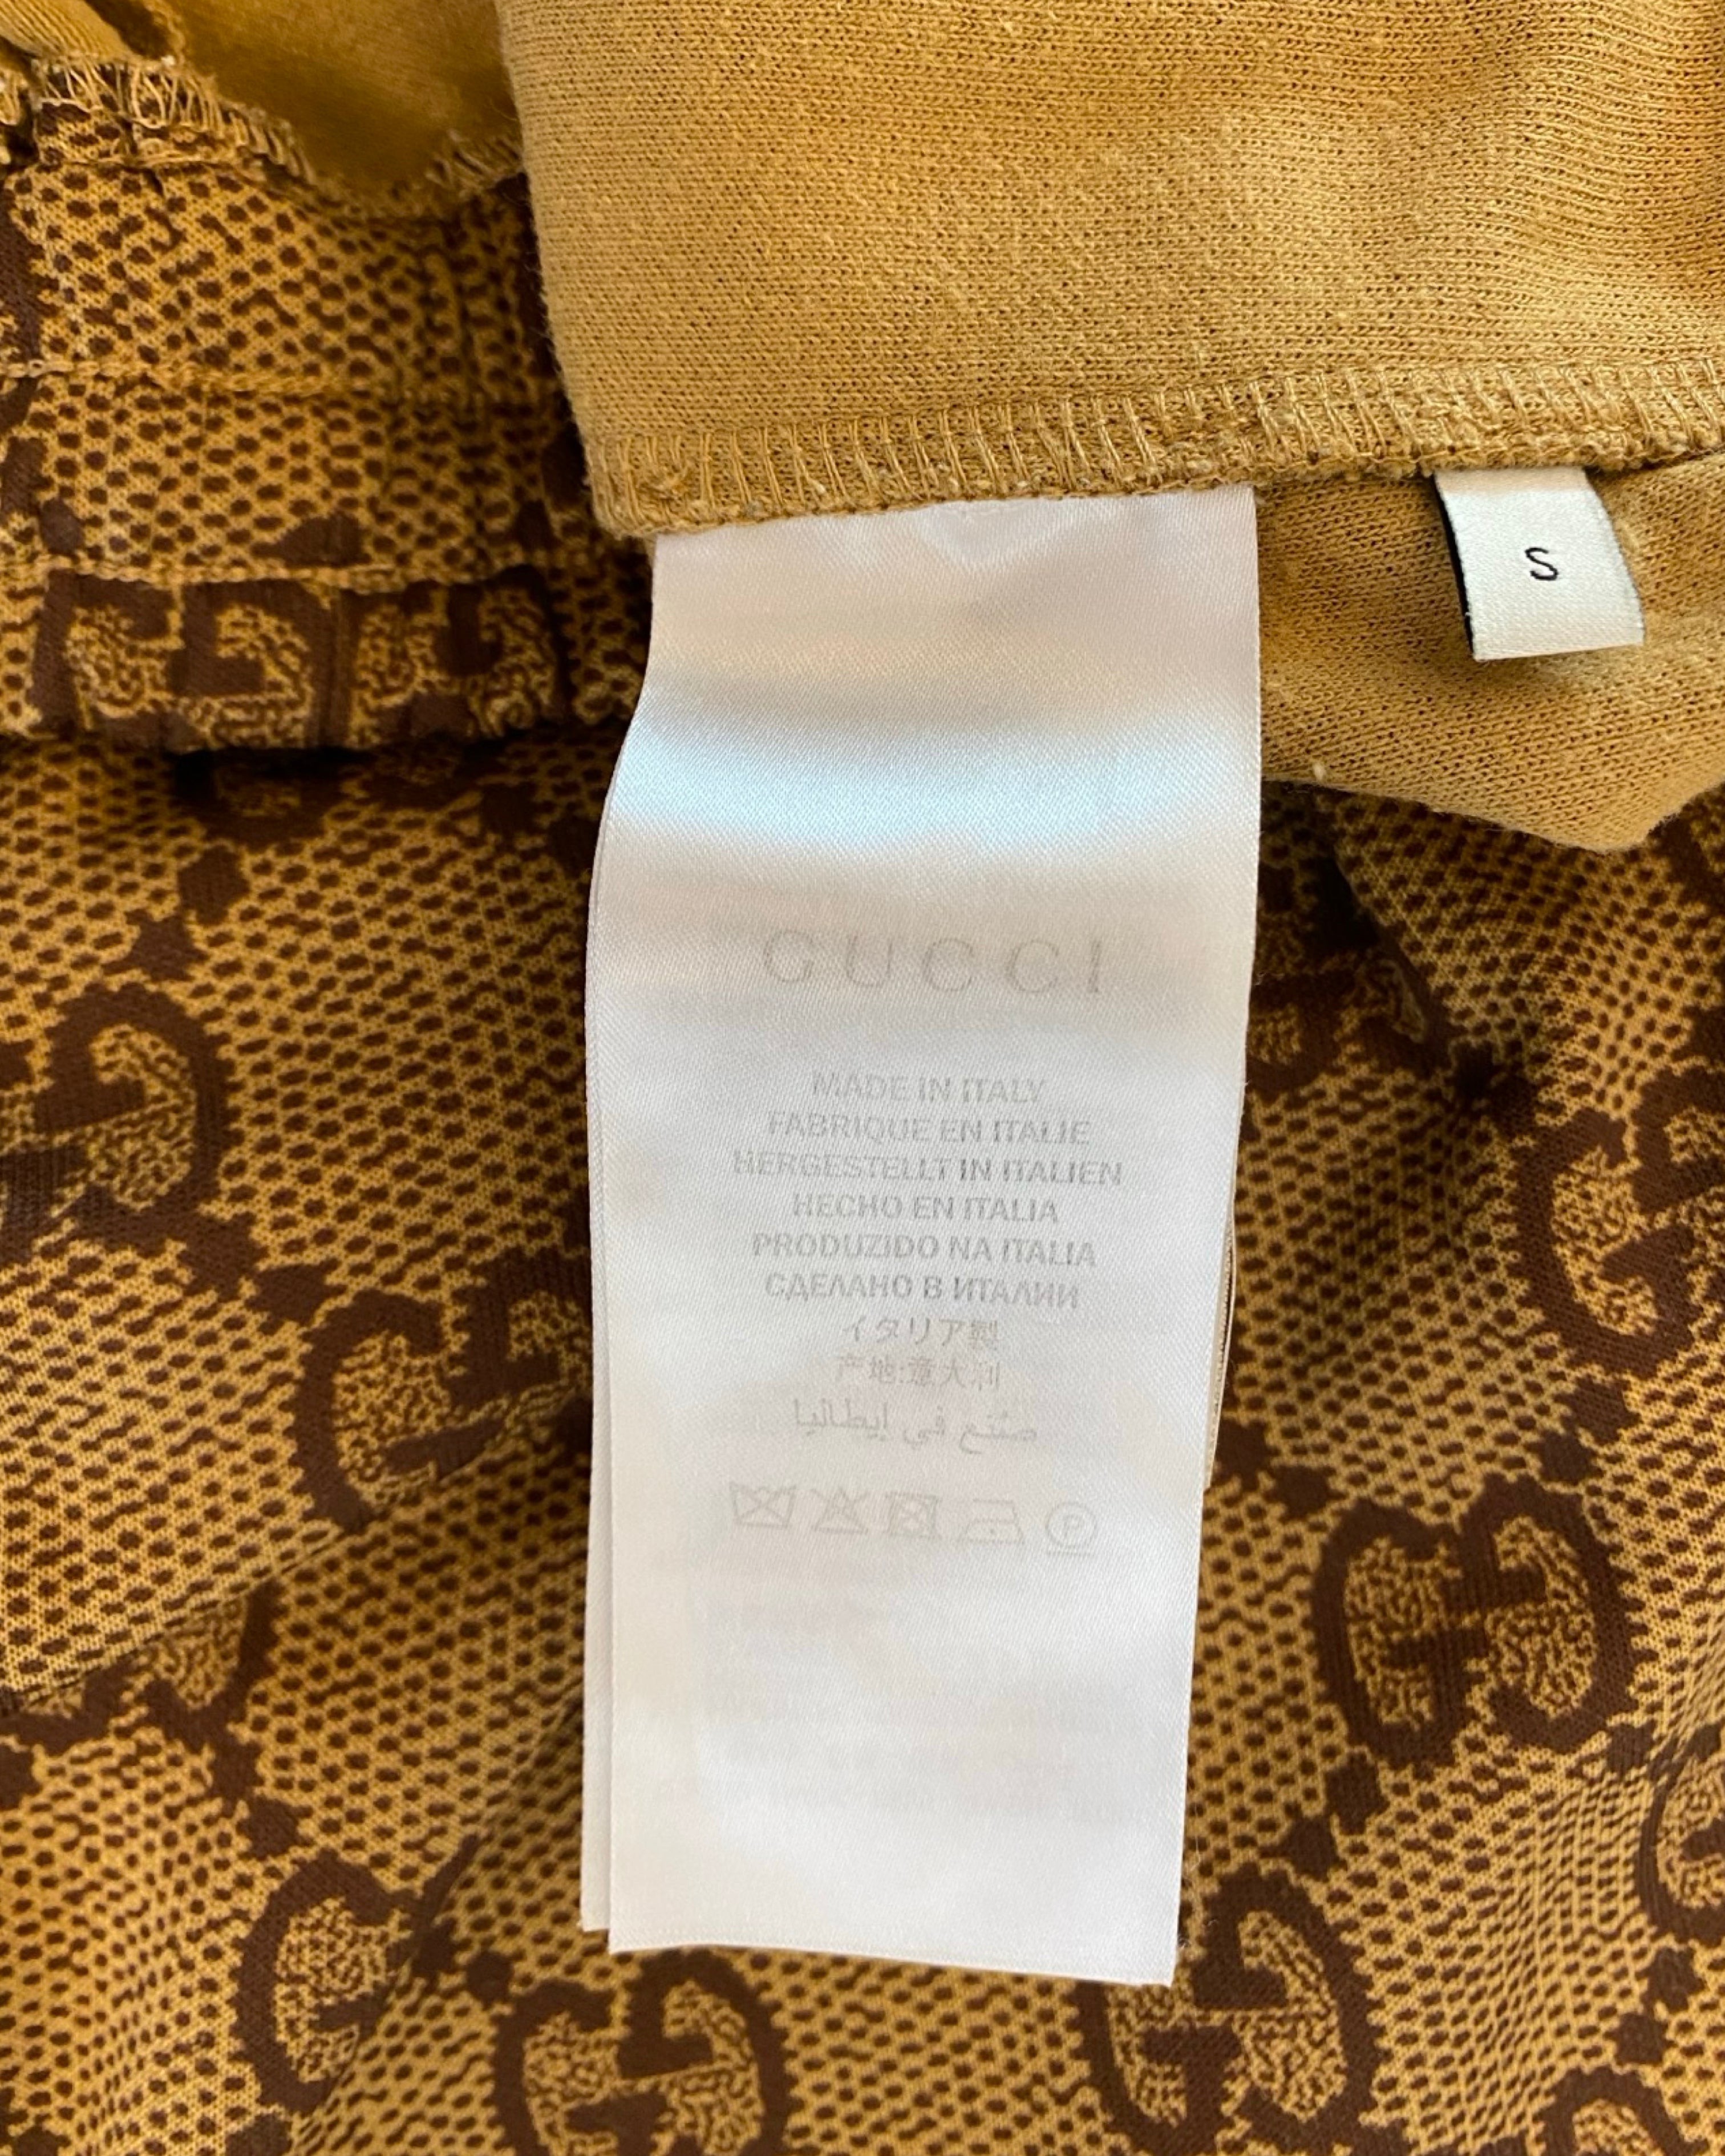 S
GUCCI
MADE IN ITALY
FABRIQUE EN ITALIE
HERGESTELLT IN ITALIEN
HECHO EN ITALIA
PRODUZIDO NA ITALIA
СДЕЛАНО В ИТАЛИИ
イタリア製
产地:意大利
صنع في إيطاليا
P